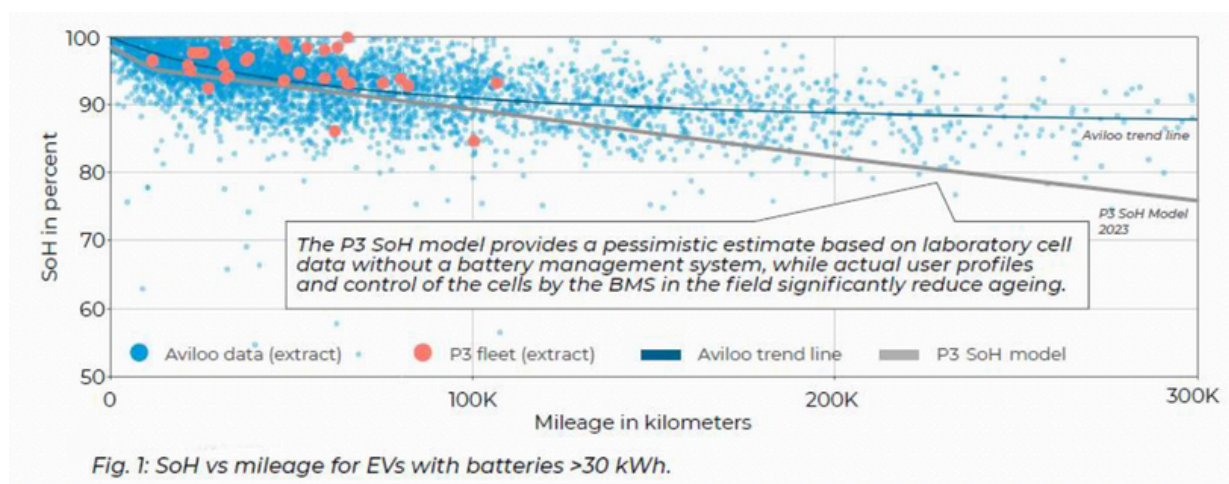 100
90
80
70
60
50
SoH in percent
Aviloo trend line
P3 SoH Model
2023
The P3 SoH model provides a pessimistic estimate based on laboratory cell
data without a battery management system, while actual user profiles
and control of the cells by the BMS in the field significantly reduce ageing.
Aviloo data (extract) P3 fleet (extract) Aviloo trend line P3 SoH model
0 100K 200K 300K
Mileage in kilometers
Fig. 1: SoH vs mileage for EVs with batteries >30 kWh.